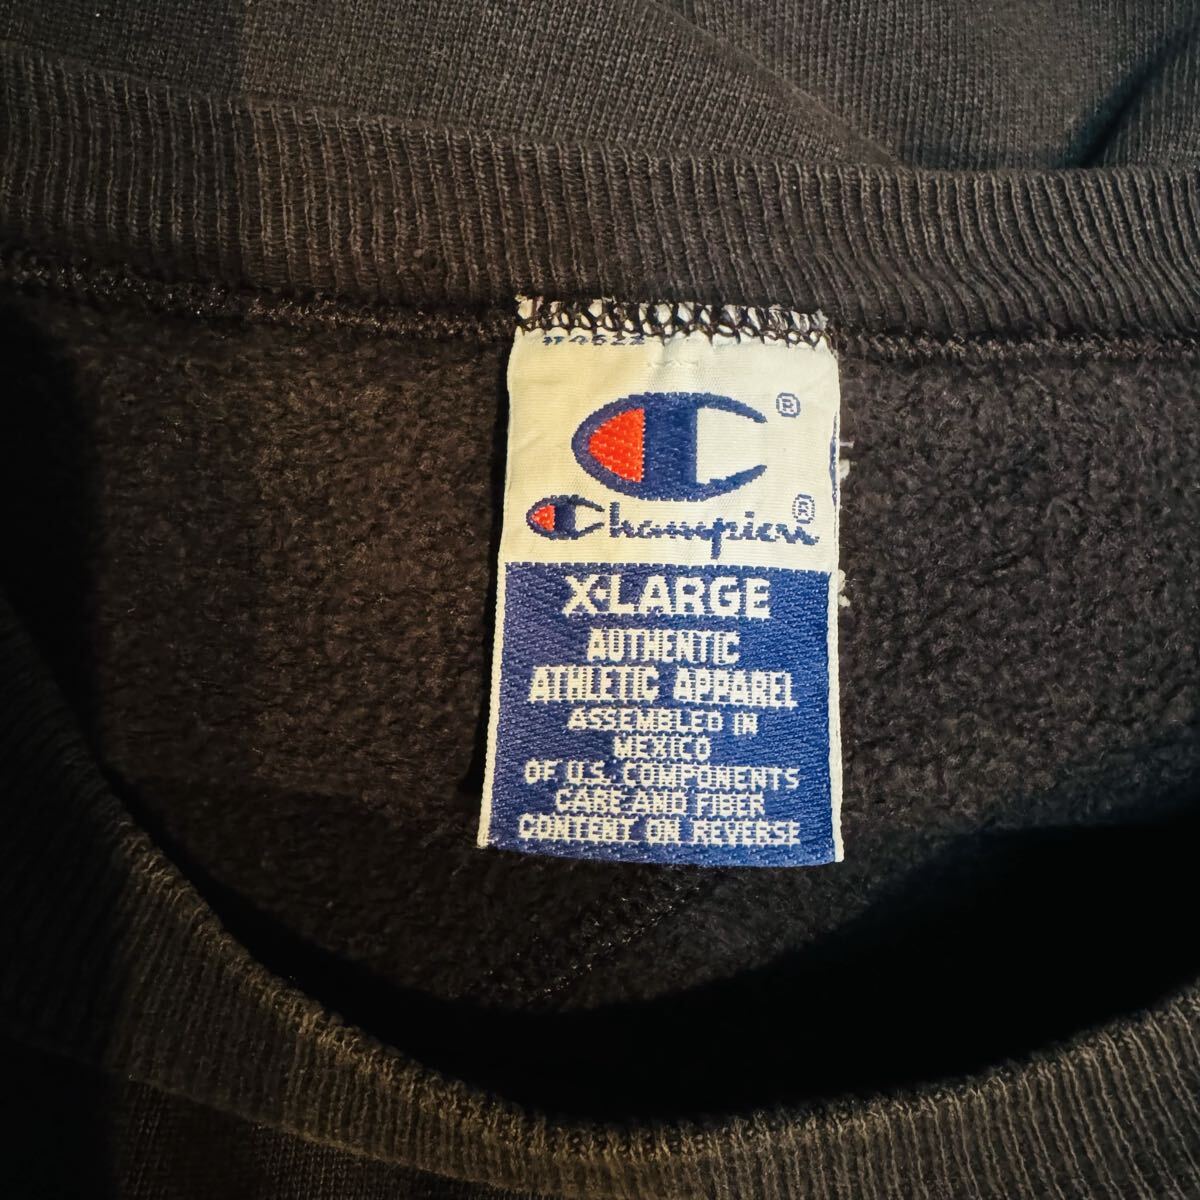 ®
Champion®
X-LARGE
AUTHENTIC
ATHLETIC APPAREL
ASSEMBLED IN
MEXICO
OF U.S. COMPONENTS
CARE AND FIBER
CONTENT ON REVERSE